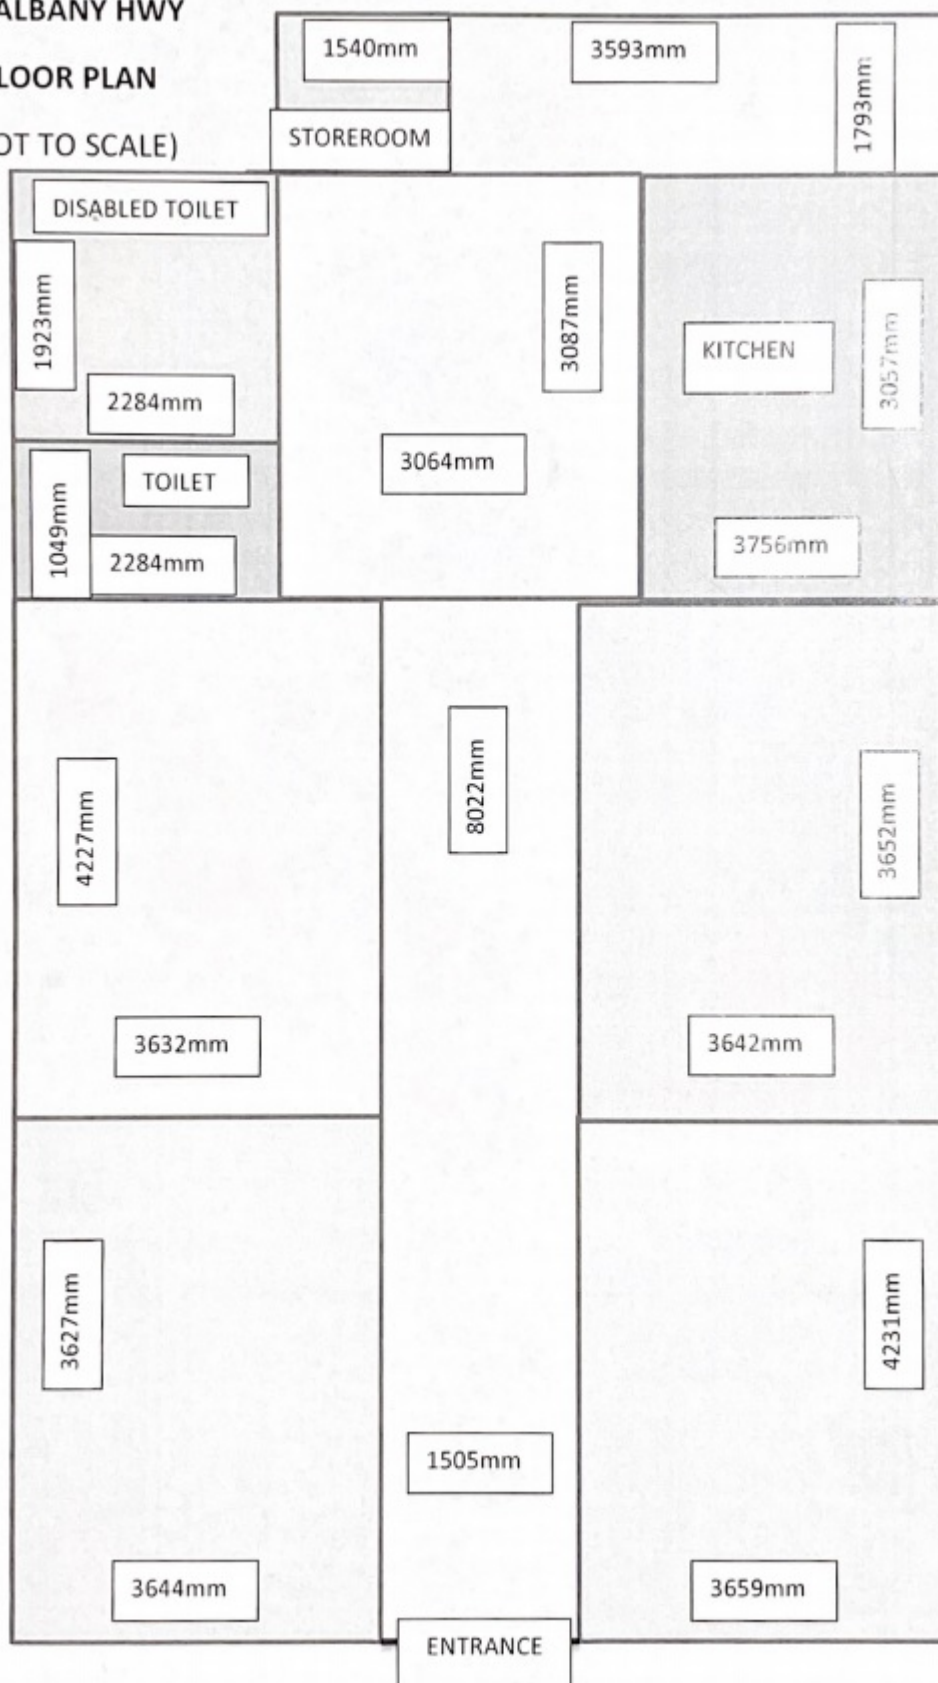 ALBANY HWY
LOOR PLAN
OT TO SCALE)
1540mm
3593mm
1793mm
STOREROOM
DISABLED TOILET
1923mm
2284mm
3087mm
3064mm
KITCHEN
3057mm
3756mm
TOILET
1049mm
2284mm
4227mm
3632mm
8022mm
3652mm
3642mm
3627mm
3644mm
1505mm
4231mm
3659mm
ENTRANCE